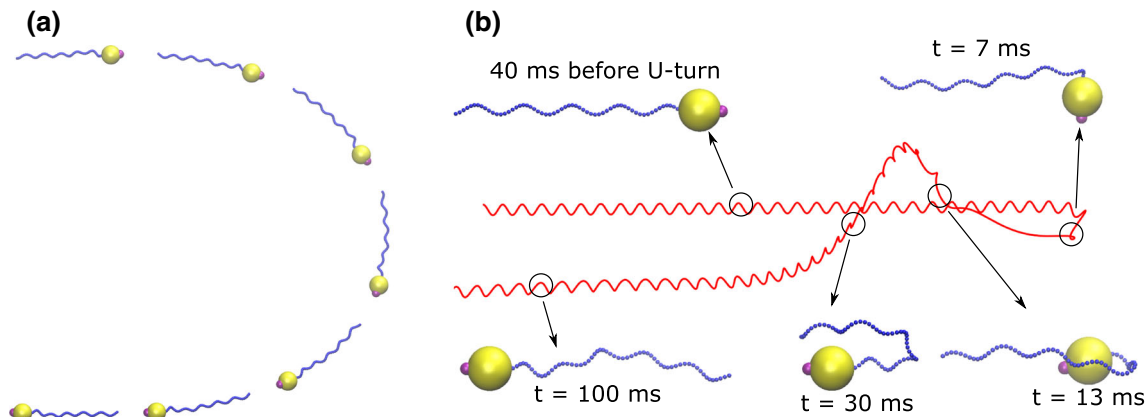 (a)
(b)
40 ms before U-turn
t = 7 ms
t = 100 ms
t = 30 ms
t = 13 ms